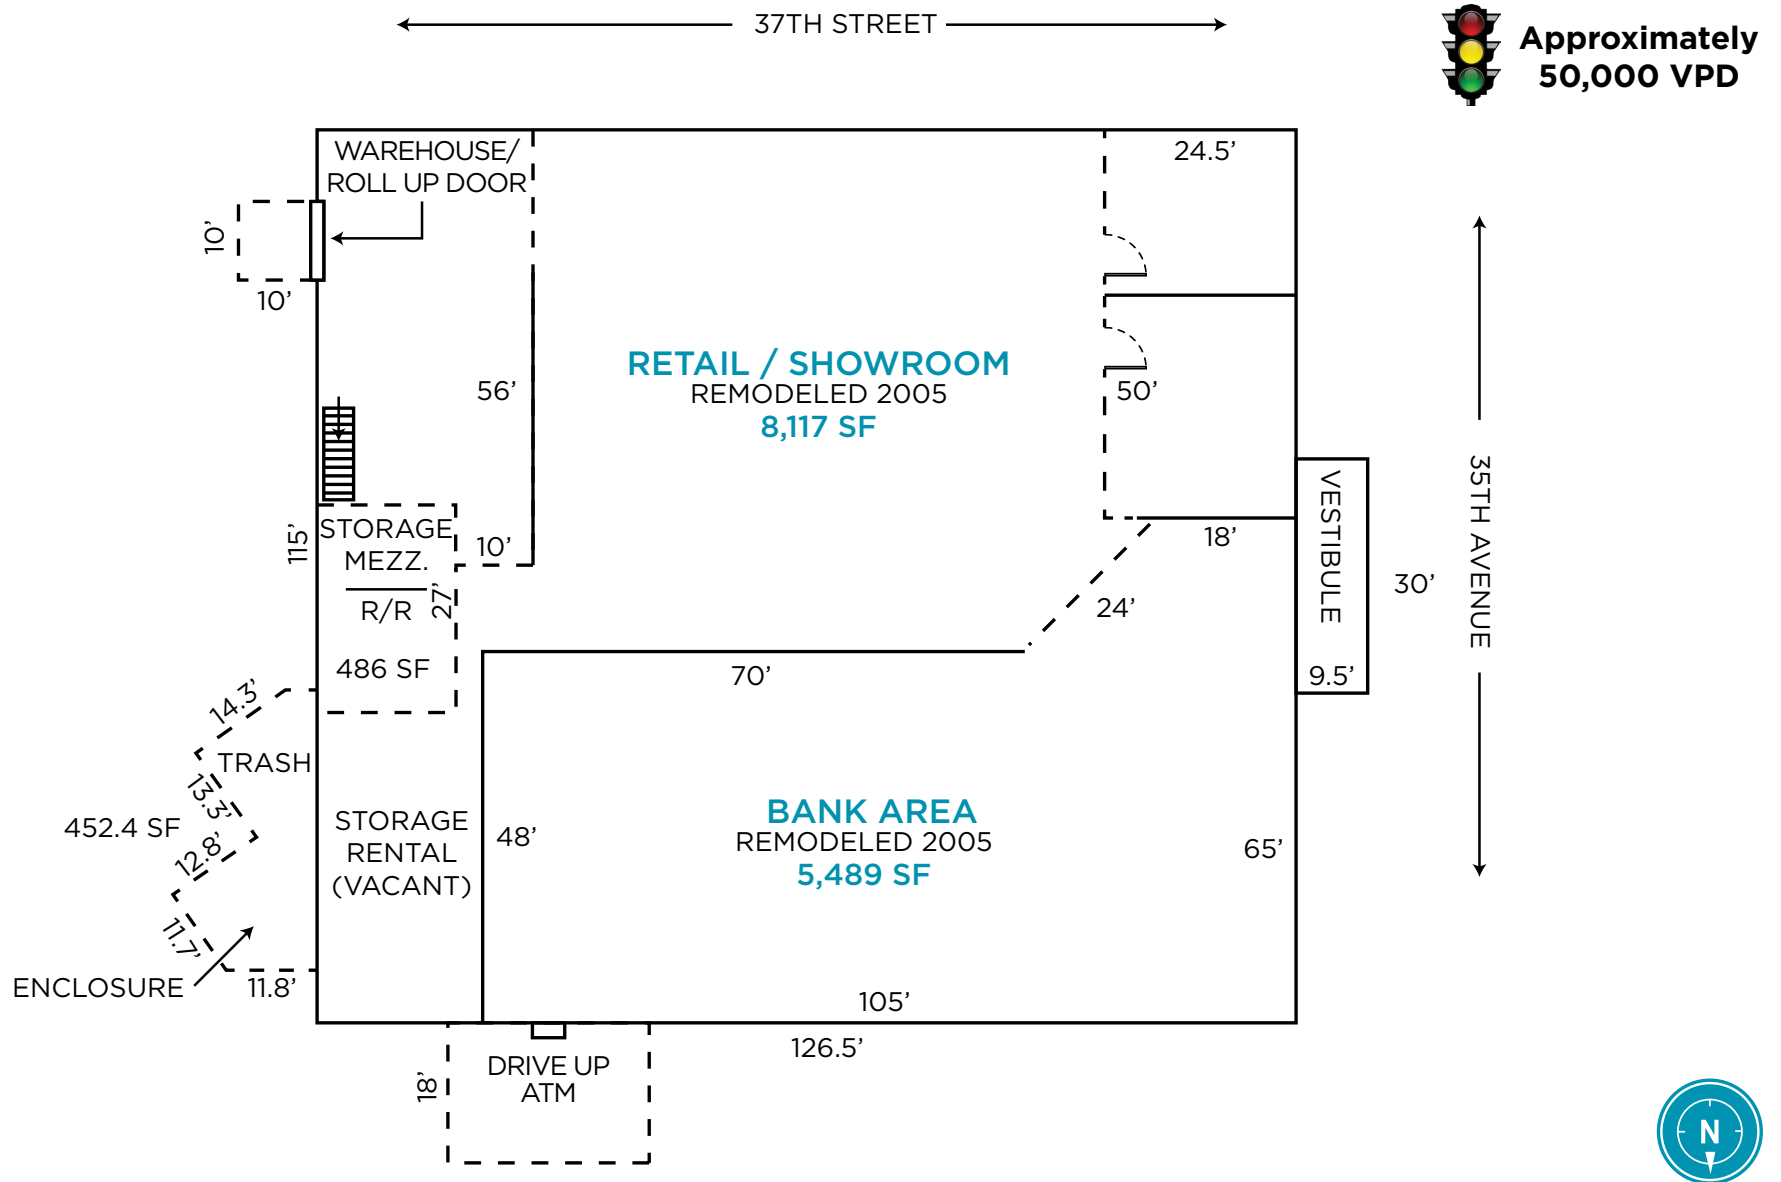 37TH STREET
Approximately
50,000 VPD
WAREHOUSE/
ROLL UP DOOR
24.5’
10’
10’
56’
RETAIL / SHOWROOM
REMODELED 2005
8,117 SF
50’
115’
STORAGE
MEZZ.
R/R
27’
486 SF
10’
18’
24’
VESTIBULE
9.5’
30’
35TH AVENUE
70’
14.3’
TRASH
13.3’
452.4 SF
12.8’
11.7’
ENCLOSURE
11.8’
STORAGE
RENTAL
(VACANT)
48’
BANK AREA
REMODELED 2005
5,489 SF
65’
105’
126.5’
18’
DRIVE UP
ATM
N